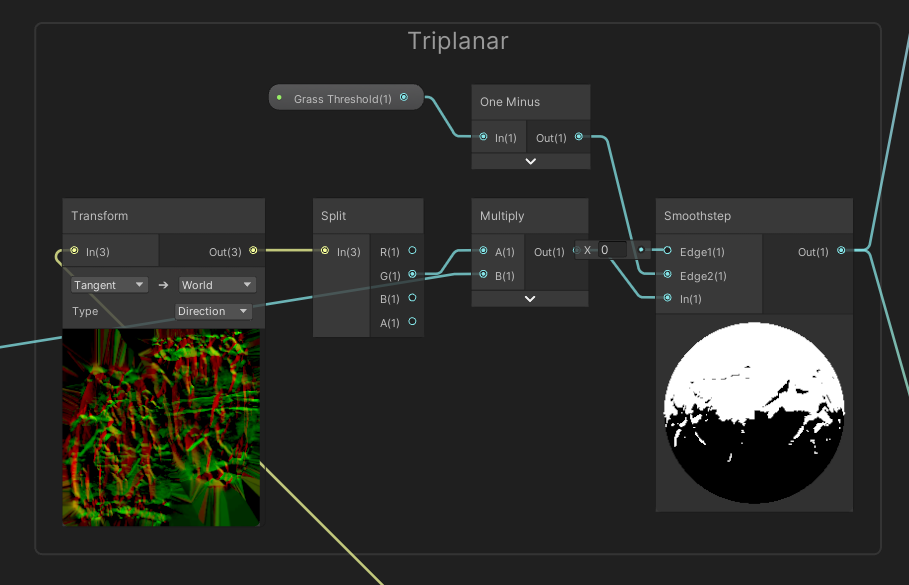 Triplanar
Grass Threshold(1)
One Minus
In(1) Out(1)
Transform
In(3) Out(3)
Tangent World
Type Direction
Split
In(3) R(1)
G(1)
B(1)
A(1)
Multiply
A(1) Out(1)
B(1)
X 0
Smoothstep
Edge1(1) Out(1)
Edge2(1)
In(1)